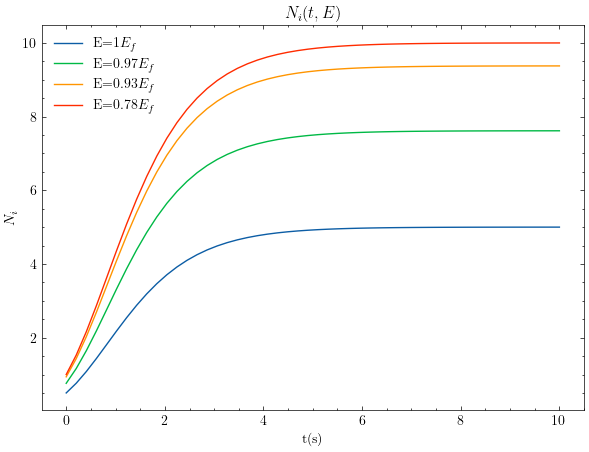 N_i(t, E)
E=1E_f
E=0.97E_f
E=0.93E_f
E=0.78E_f
10
8
6
4
2
N_i
0 2 4 6 8 10
t(s)